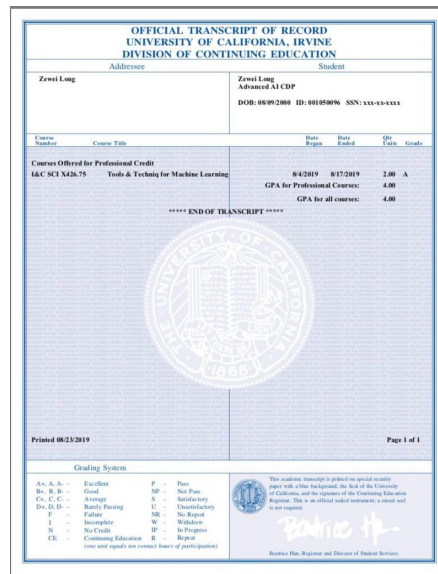 OFFICIAL TRANSCRIPT OF RECORD
UNIVERSITY OF CALIFORNIA, IRVINE
DIVISION OF CONTINUING EDUCATION
Addressee
Student
Zewei Long
Zewei Long
Advanced AI CDP
DOB: 08/09/2000 ID: 001050096 SSN: xxx-xx-xxxx
Course Number Course Title Date Began Date Ended Qtr Units Grade
Courses Offered for Professional Credit
I&C SCI X426.75 Tools & Techniq for Machine Learning 8/4/2019 8/17/2019 2.00 A
GPA for Professional Courses: 4.00
GPA for all courses: 4.00
***** END OF TRANSCRIPT *****
UNIVERSITY OF CALIFORNIA
1868
Printed 08/23/2019
Page 1 of 1
Grading System
A+, A, A- - Excellent
B+, B, B- - Good
C+, C, C- - Average
D+, D, D- - Barely Passing
F - Failure
I - Incomplete
N - No Credit
CE - Continuing Education
P - Pass
NP - Not Pass
S - Satisfactory
U - Unsatisfactory
NR - No Report
W - Withdrew
IP - In Progress
R - Repeat
(one unit equals ten contact hours of participation)
This academic transcript is printed on special security
paper with a blue background, the Seal of the University
of California, and the signature of the Continuing Education
Registrar. This is an official sealed instrument; a raised seal
is not required.
Beatrice Han, Registrar and Director of Student Services.